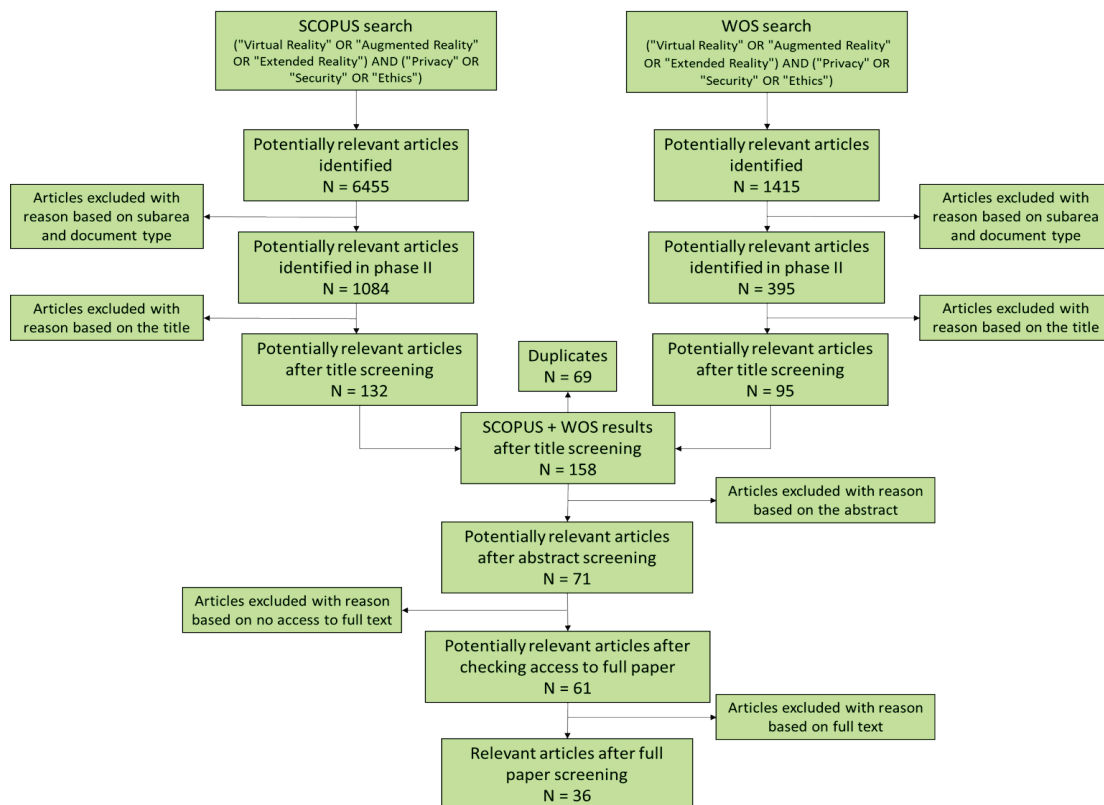 SCOPUS search
("Virtual Reality" OR "Augmented Reality"
OR "Extended Reality") AND ("Privacy" OR
"Security" OR "Ethics")
WOS search
("Virtual Reality" OR "Augmented Reality"
OR "Extended Reality") AND ("Privacy" OR
"Security" OR "Ethics")
Potentially relevant articles
identified
N = 6455
Potentially relevant articles
identified
N = 1415
Articles excluded with
reason based on subarea
and document type
Articles excluded with
reason based on subarea
and document type
Potentially relevant articles
identified in phase II
N = 1084
Potentially relevant articles
identified in phase II
N = 395
Articles excluded with
reason based on the title
Articles excluded with
reason based on the title
Potentially relevant articles
after title screening
N = 132
Duplicates
N = 69
Potentially relevant articles
after title screening
N = 95
SCOPUS + WOS results
after title screening
N = 158
Articles excluded with reason
based on the abstract
Potentially relevant articles
after abstract screening
N = 71
Articles excluded with reason
based on no access to full text
Potentially relevant articles after
checking access to full paper
N = 61
Articles excluded with reason
based on full text
Relevant articles after full
paper screening
N = 36